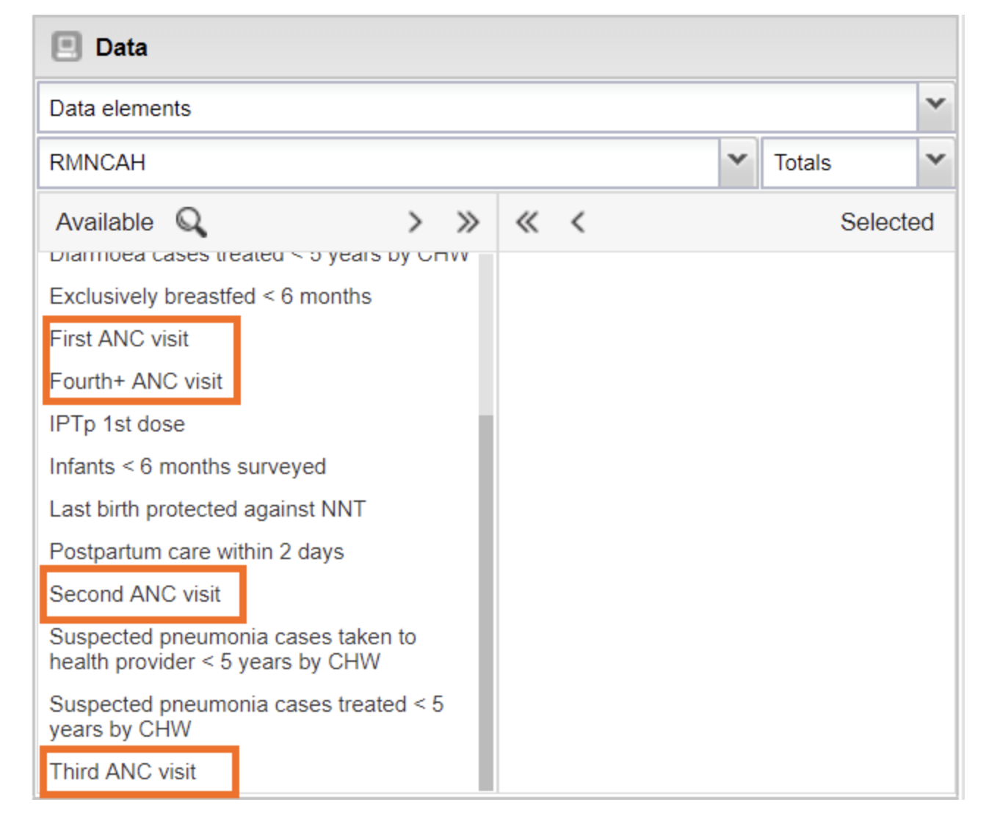 Data
Data elements
RMNCAH
Totals
Available
Selected
Diarrhoea cases treated < 5 years by CHW
Exclusively breastfed < 6 months
First ANC visit
Fourth+ ANC visit
IPTp 1st dose
Infants < 6 months surveyed
Last birth protected against NNT
Postpartum care within 2 days
Second ANC visit
Suspected pneumonia cases taken to
health provider < 5 years by CHW
Suspected pneumonia cases treated < 5
years by CHW
Third ANC visit